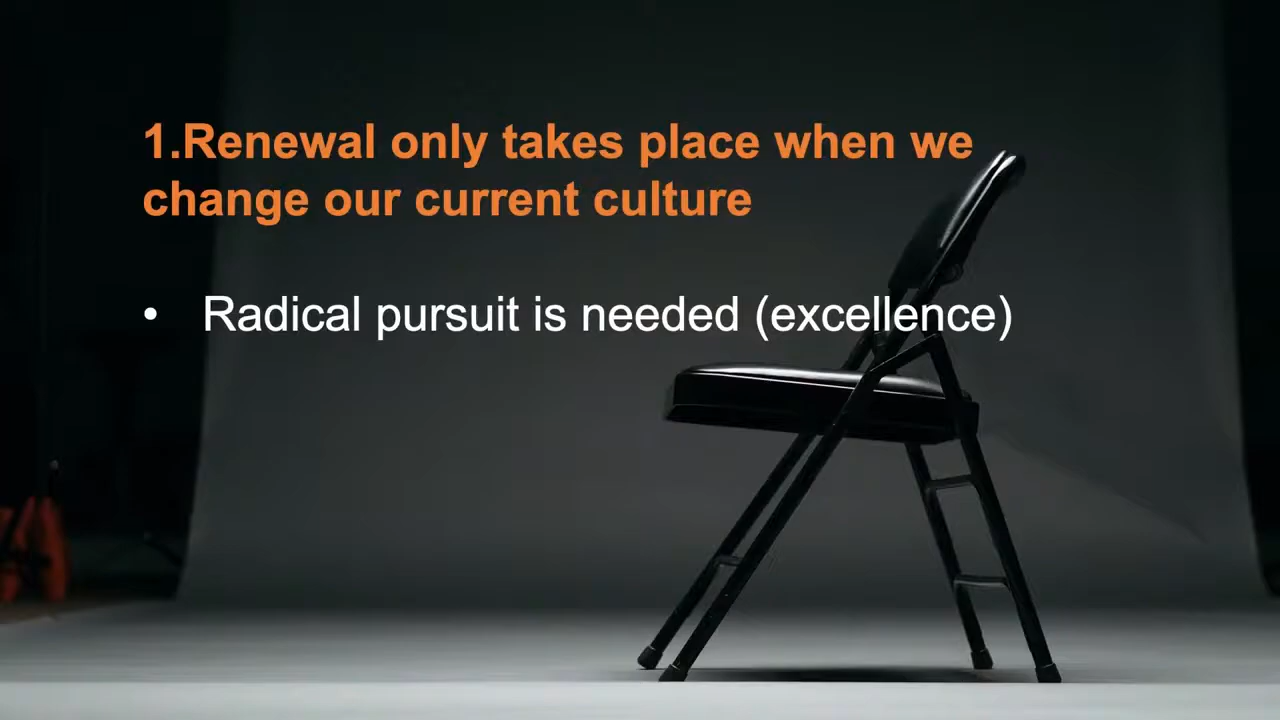 1.Renewal only takes place when we
change our current culture
• Radical pursuit is needed (excellence)